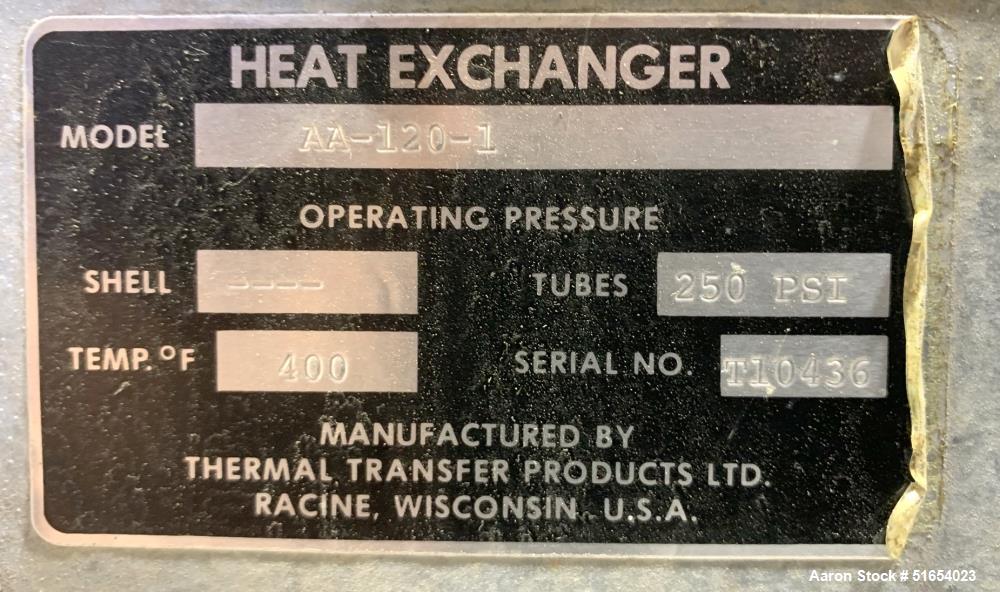 HEAT EXCHANGER
MODEL AA-120-1
OPERATING PRESSURE
SHELL ---- TUBES 250 PSI
TEMP. °F 400 SERIAL NO. T10436
MANUFACTURED BY
THERMAL TRANSFER PRODUCTS LTD.
RACINE, WISCONSIN. U.S.A.
Aaron Stock # 51654023